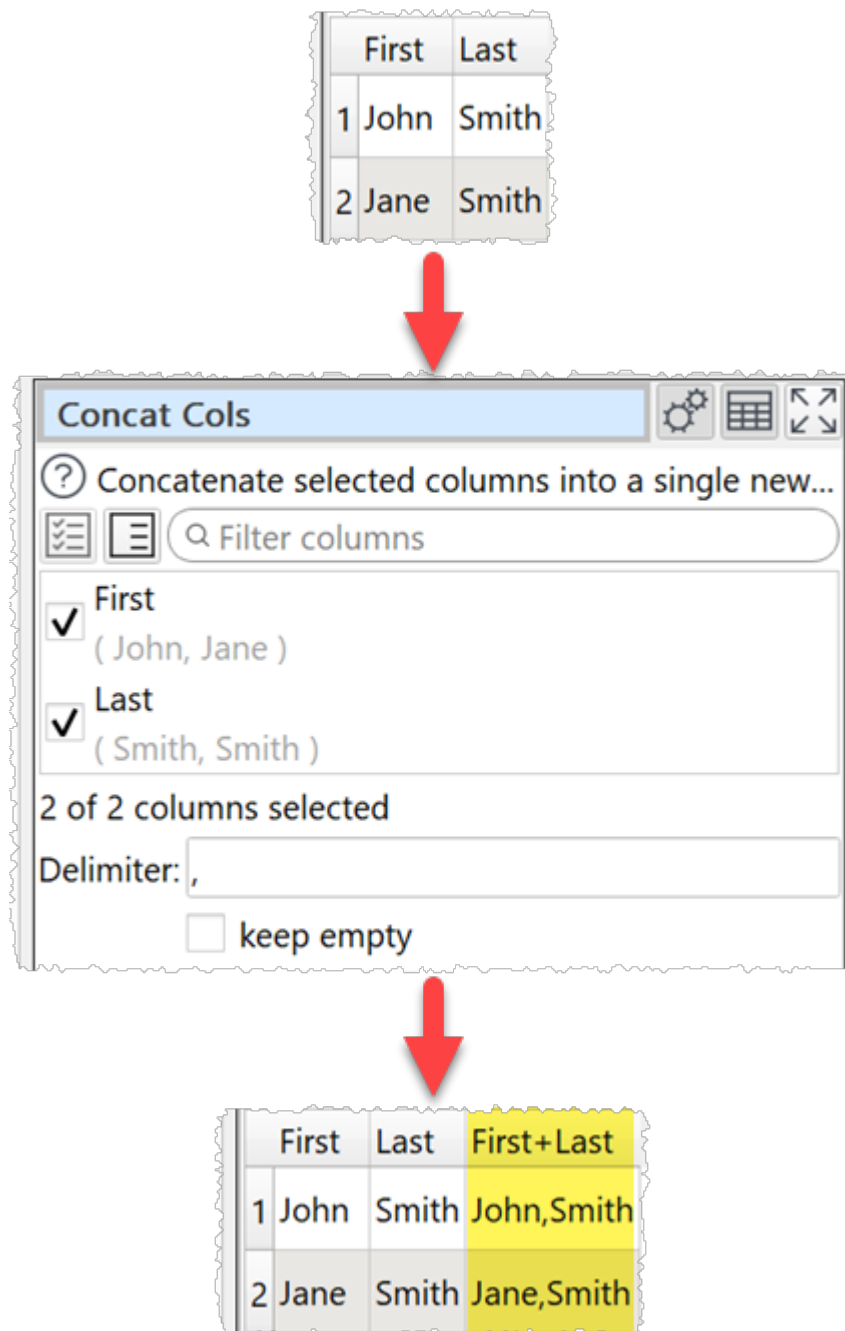 First Last
1 John Smith
2 Jane Smith
Concat Cols
? Concatenate selected columns into a single new...
Filter columns
First
( John, Jane )
Last
( Smith, Smith )
2 of 2 columns selected
Delimiter: ,
keep empty
First Last First+Last
1 John Smith John,Smith
2 Jane Smith Jane,Smith